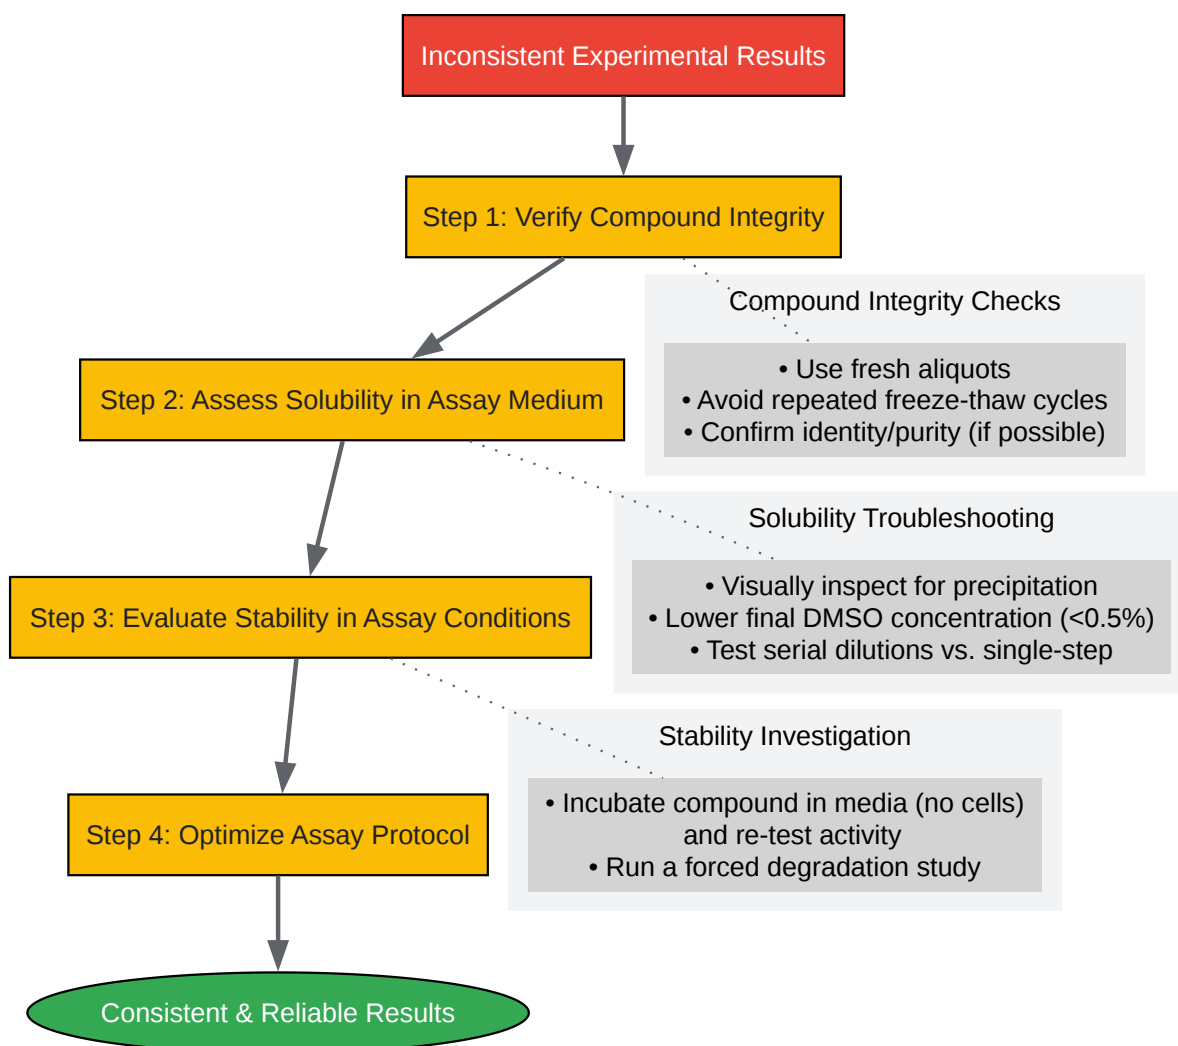 Inconsistent Experimental Results
Step 1: Verify Compound Integrity
Compound Integrity Checks
• Use fresh aliquots
• Avoid repeated freeze-thaw cycles
• Confirm identity/purity (if possible)
Step 2: Assess Solubility in Assay Medium
Solubility Troubleshooting
• Visually inspect for precipitation
• Lower final DMSO concentration (<0.5%)
• Test serial dilutions vs. single-step
Step 3: Evaluate Stability in Assay Conditions
Stability Investigation
• Incubate compound in media (no cells)
and re-test activity
• Run a forced degradation study
Step 4: Optimize Assay Protocol
Consistent & Reliable Results